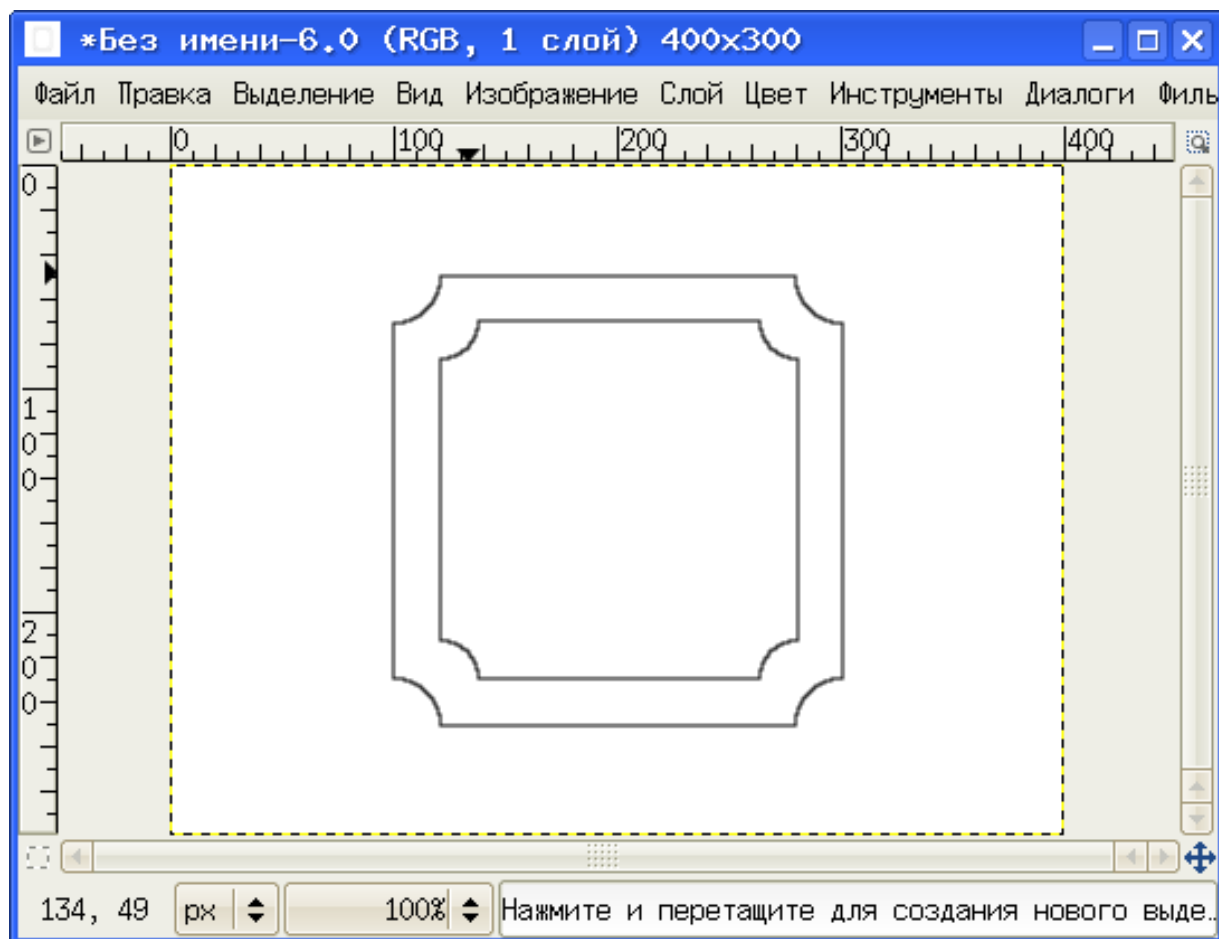 *Без имени-6.0 (RGB, 1 слой) 400x300
Файл Правка Выделение Вид Изображение Слой Цвет Инструменты Диалоги Филь
0 100 200 300 400
0
100
200
134, 49 px 100% Нажмите и перетащите для создания нового выде..